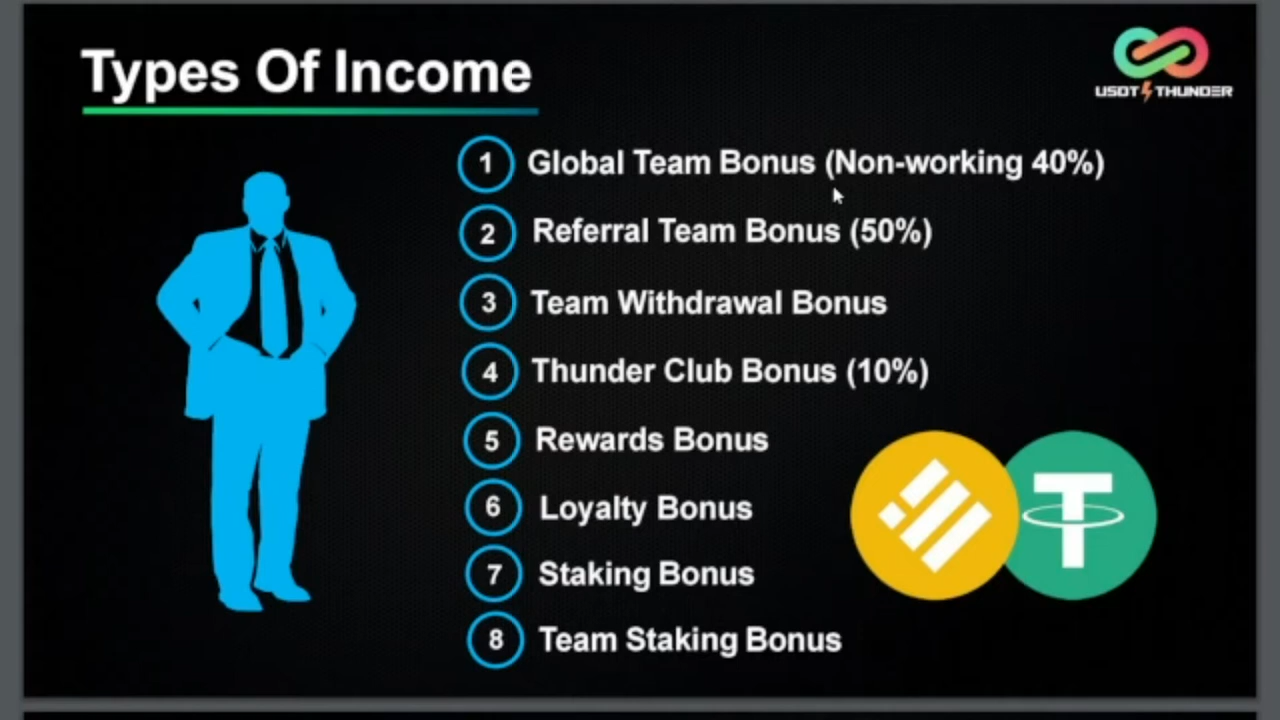 Types Of Income
USDT THUNDER
1 Global Team Bonus (Non-working 40%)
2 Referral Team Bonus (50%)
3 Team Withdrawal Bonus
4 Thunder Club Bonus (10%)
5 Rewards Bonus
6 Loyalty Bonus
7 Staking Bonus
8 Team Staking Bonus